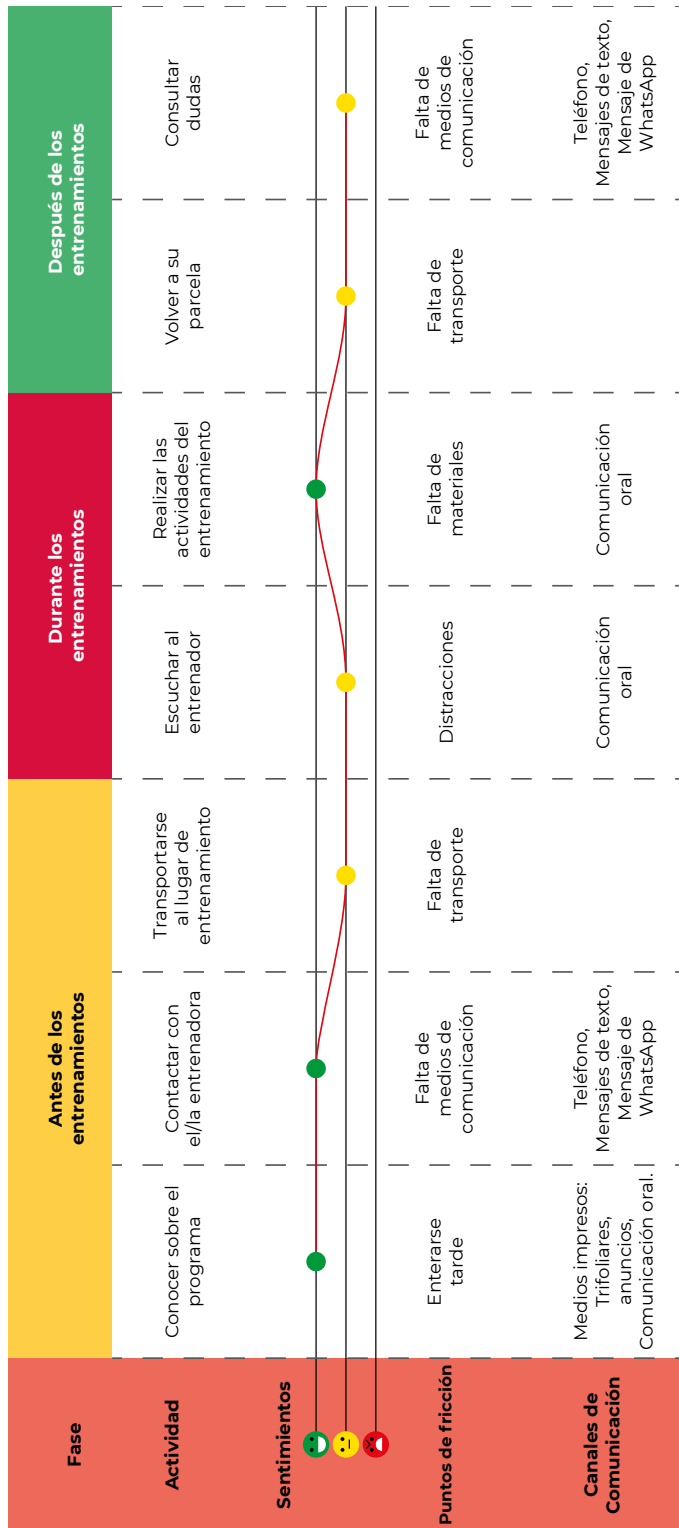 Fase
Antes de los
entrenamientos
Durante los
entrenamientos
Después de los
entrenamientos
Actividad
Conocer sobre el
programa
Contactar con
el/la entrenadora
Transportarse
al lugar de
entrenamiento
Escuchar al
entrenador
Realizar las
actividades del
entrenamiento
Volver a su
parcela
Consultar
dudas
Sentimientos
Puntos de fricción
Enterarse
tarde
Falta de
medios de
comunicación
Falta de
transporte
Distracciones
Falta de
materiales
Falta de
transporte
Falta de
medios de
comunicación
Canales de
Comunicación
Medios impresos:
Trifoliares,
anuncios,
Comunicación oral.
Teléfono,
Mensajes de texto,
Mensaje de
WhatsApp
Comunicación
oral
Comunicación
oral
Teléfono,
Mensajes de texto,
Mensaje de
WhatsApp